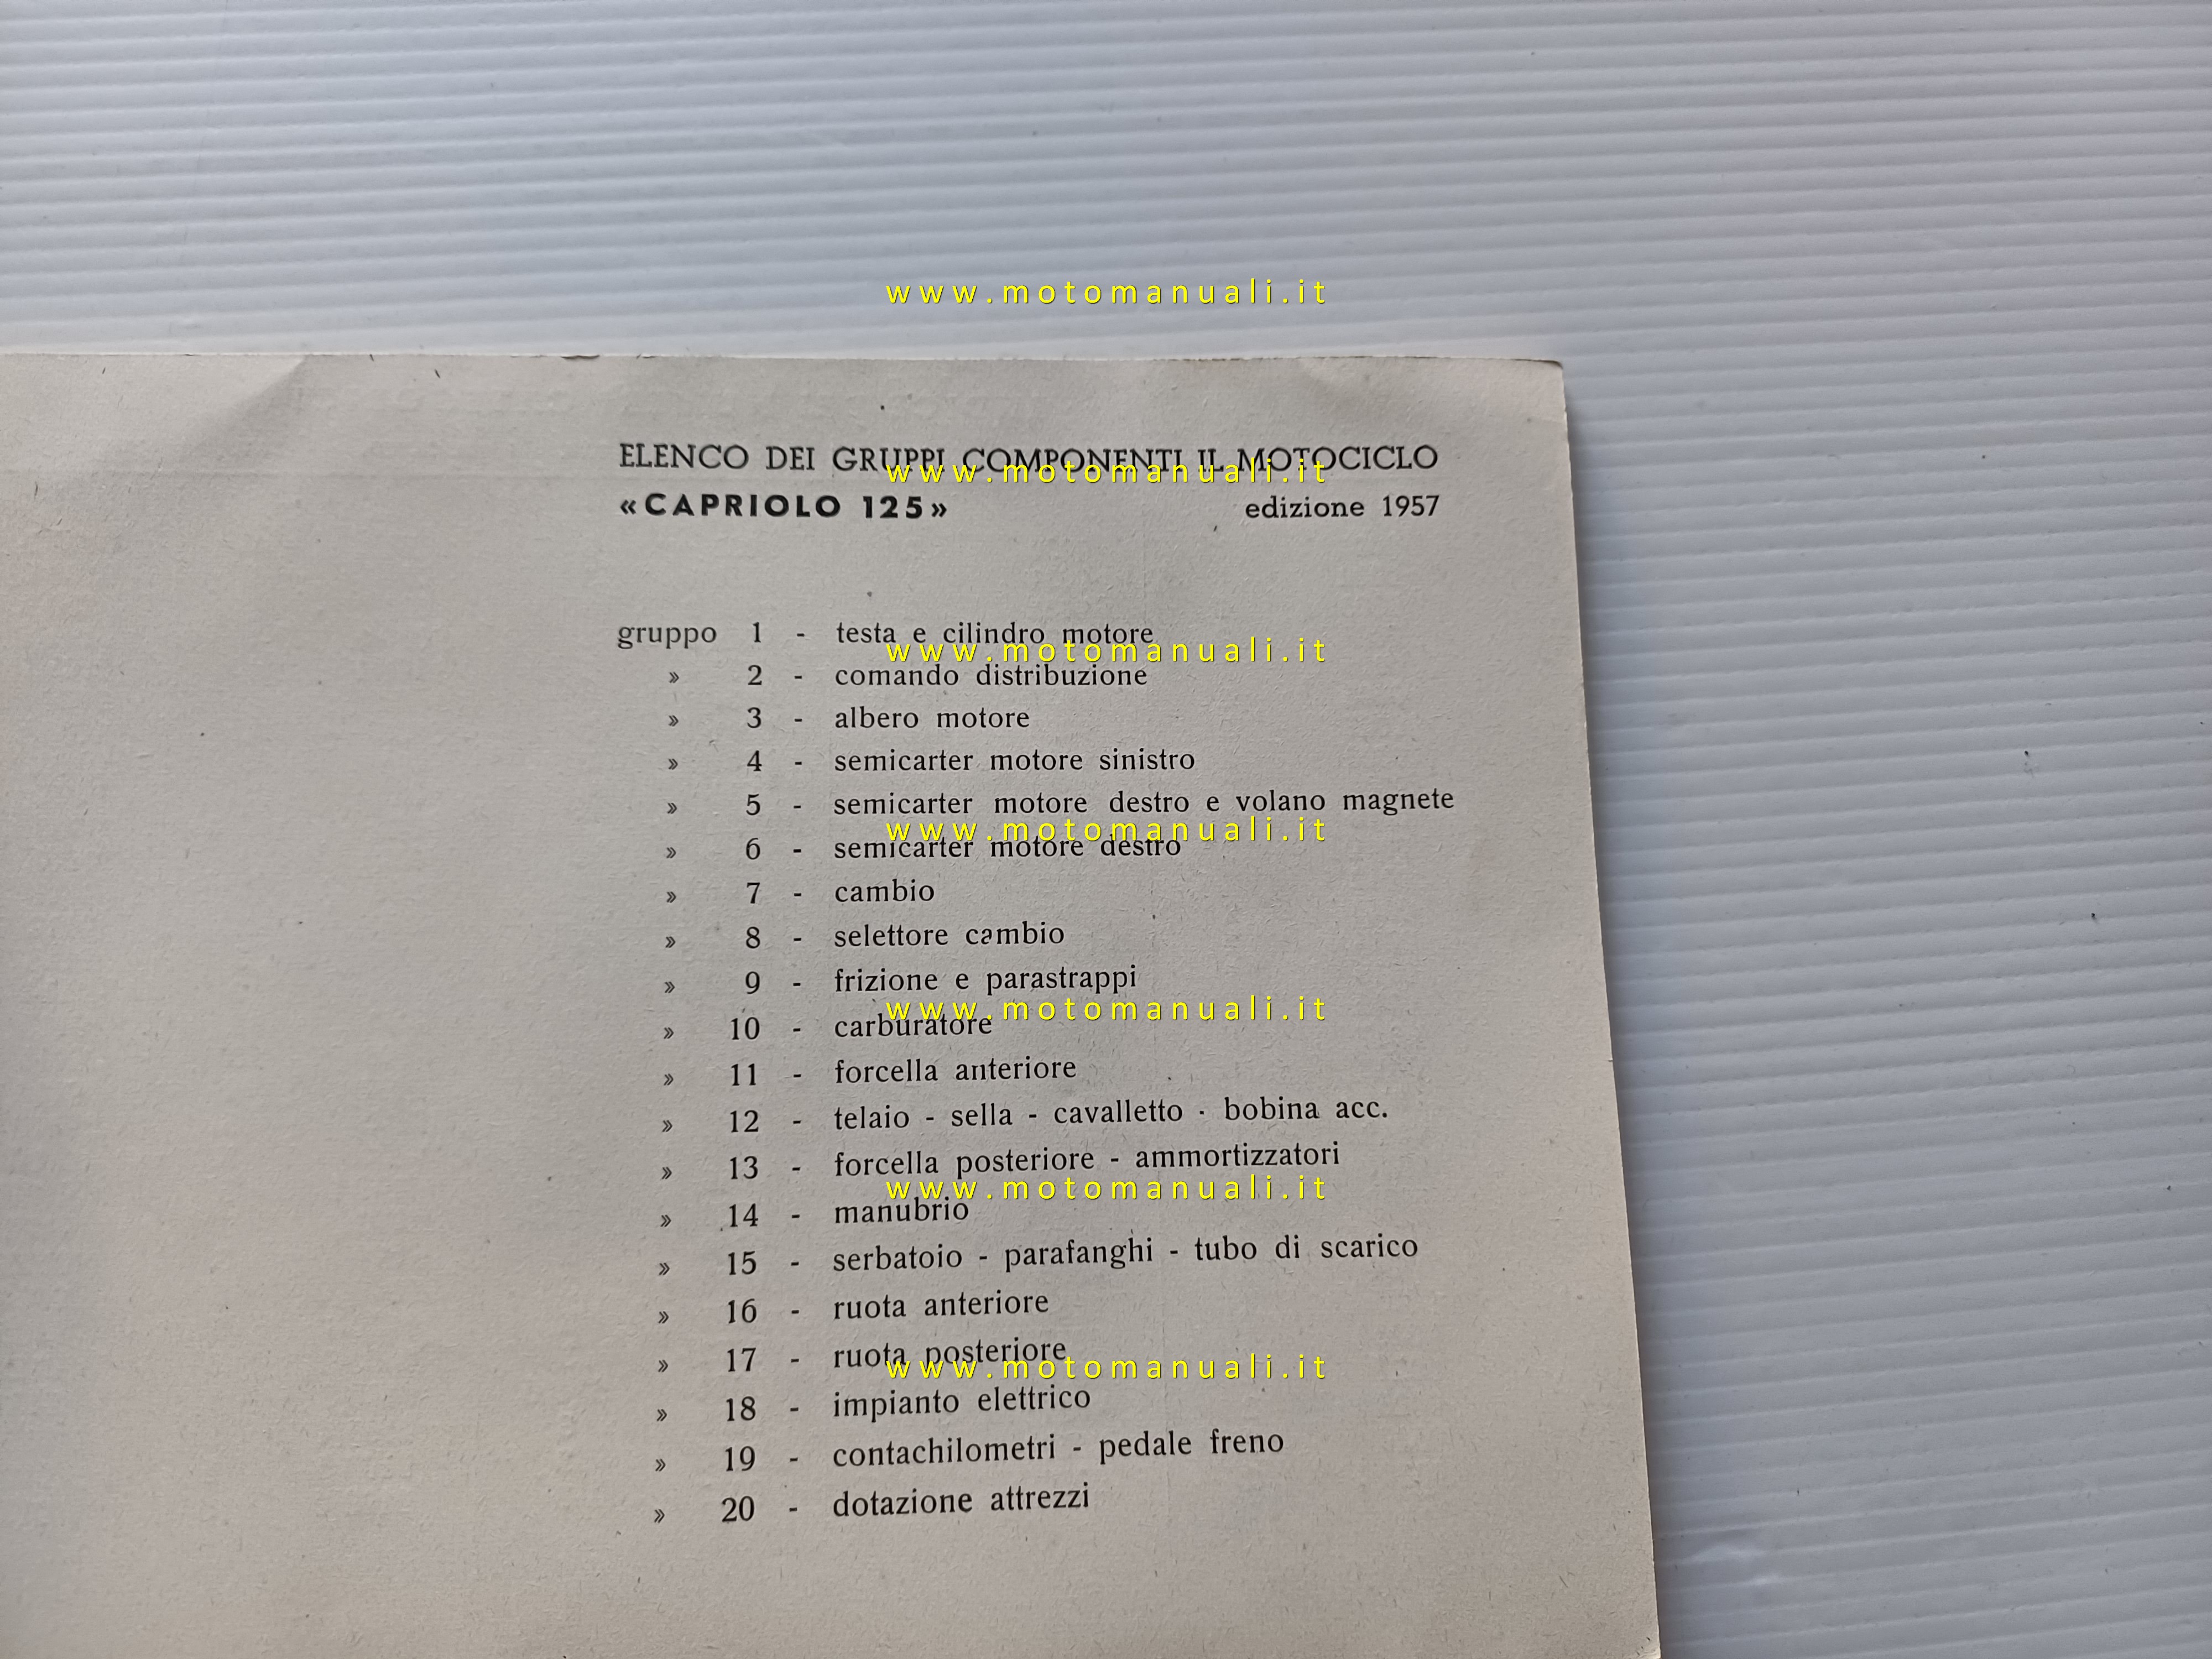 www.motomanuali.it
ELENCO DEI GRUPPI COMPONENTI IL MOTOCICLO
www.motomanuali.it
«CAPRIOLO 125» edizione 1957
gruppo 1 - testa e cilindro motore
www.motomanuali.it
» 2 - comando distribuzione
» 3 - albero motore
» 4 - semicarter motore sinistro
» 5 - semicarter motore destro e volano magnete
www.motomanuali.it
» 6 - semicarter motore destro
» 7 - cambio
» 8 - selettore cambio
» 9 - frizione e parastrappi
www.motomanuali.it
» 10 - carburatore
» 11 - forcella anteriore
» 12 - telaio - sella - cavalletto - bobina acc.
» 13 - forcella posteriore - ammortizzatori
www.motomanuali.it
» 14 - manubrio
» 15 - serbatoio - parafanghi - tubo di scarico
» 16 - ruota anteriore
» 17 - ruota posteriore
www.motomanuali.it
» 18 - impianto elettrico
» 19 - contachilometri - pedale freno
» 20 - dotazione attrezzi